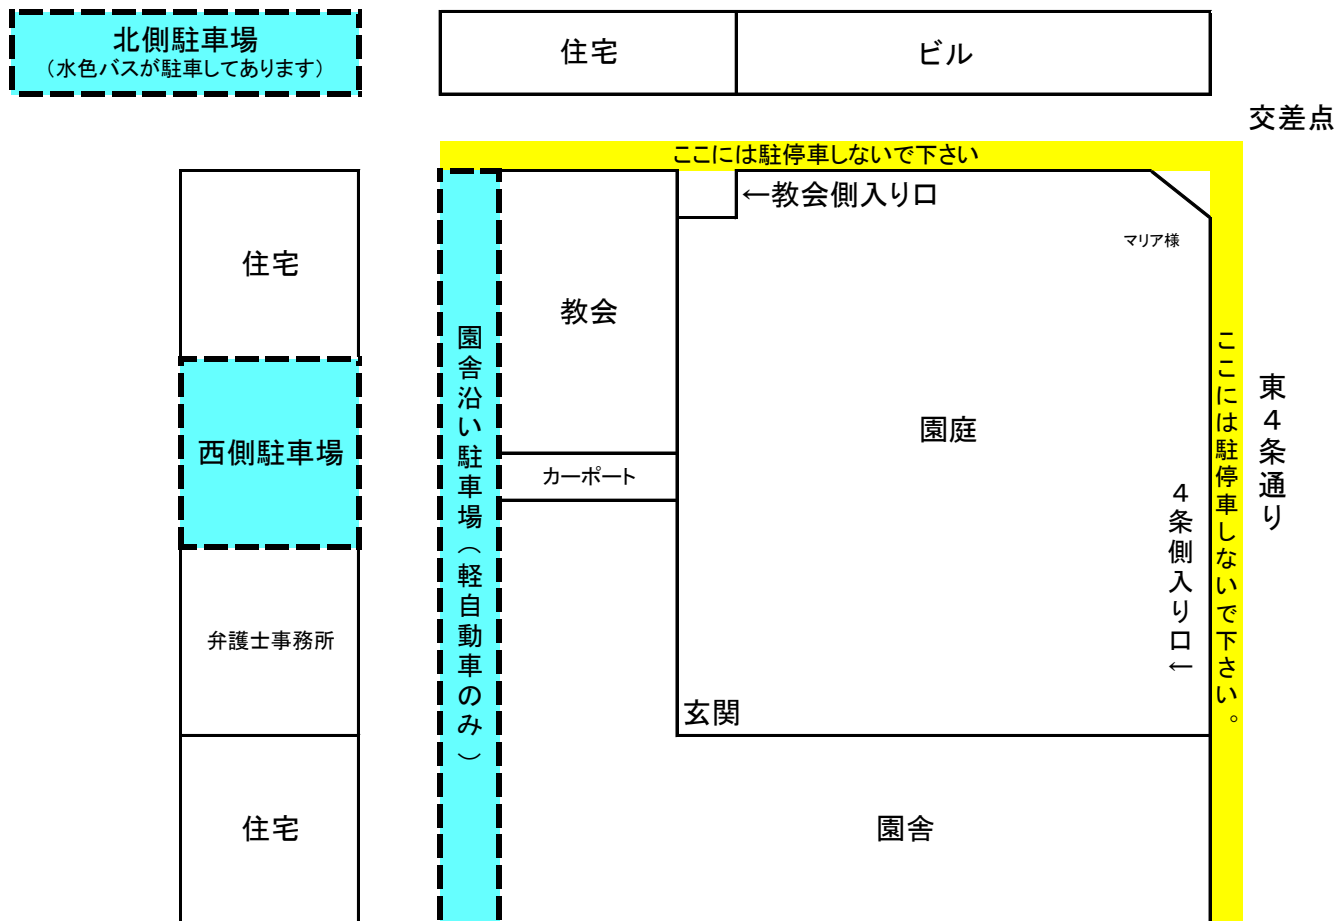 北側駐車場
（水色バスが駐車してあります）
住宅
ビル
交差点
ここには駐停車しないで下さい
←教会側入り口
マリア様
住宅
教会
園舎沿い駐車場（軽自動車のみ）
ここには駐停車しないで下さい。
東４条通り
園庭
西側駐車場
カーポート
４条側入り口←
弁護士事務所
玄関
住宅
園舎